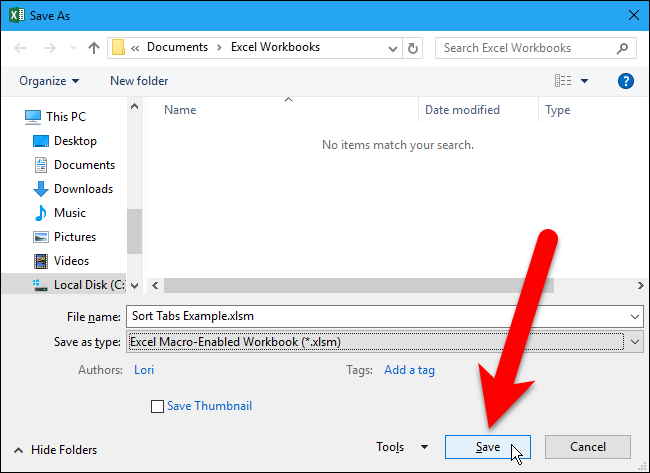 Save As
« Documents › Excel Workbooks
Search Excel Workbooks
Organize
New folder
?
Name
Date modified
Type
No items match your search.
This PC
Desktop
Documents
Downloads
Music
Pictures
Videos
Local Disk (C:
File name: Sort Tabs Example.xlsm
Save as type: Excel Macro-Enabled Workbook (*.xlsm)
Authors: Lori
Tags: Add a tag
Save Thumbnail
Hide Folders
Tools
Save
Cancel